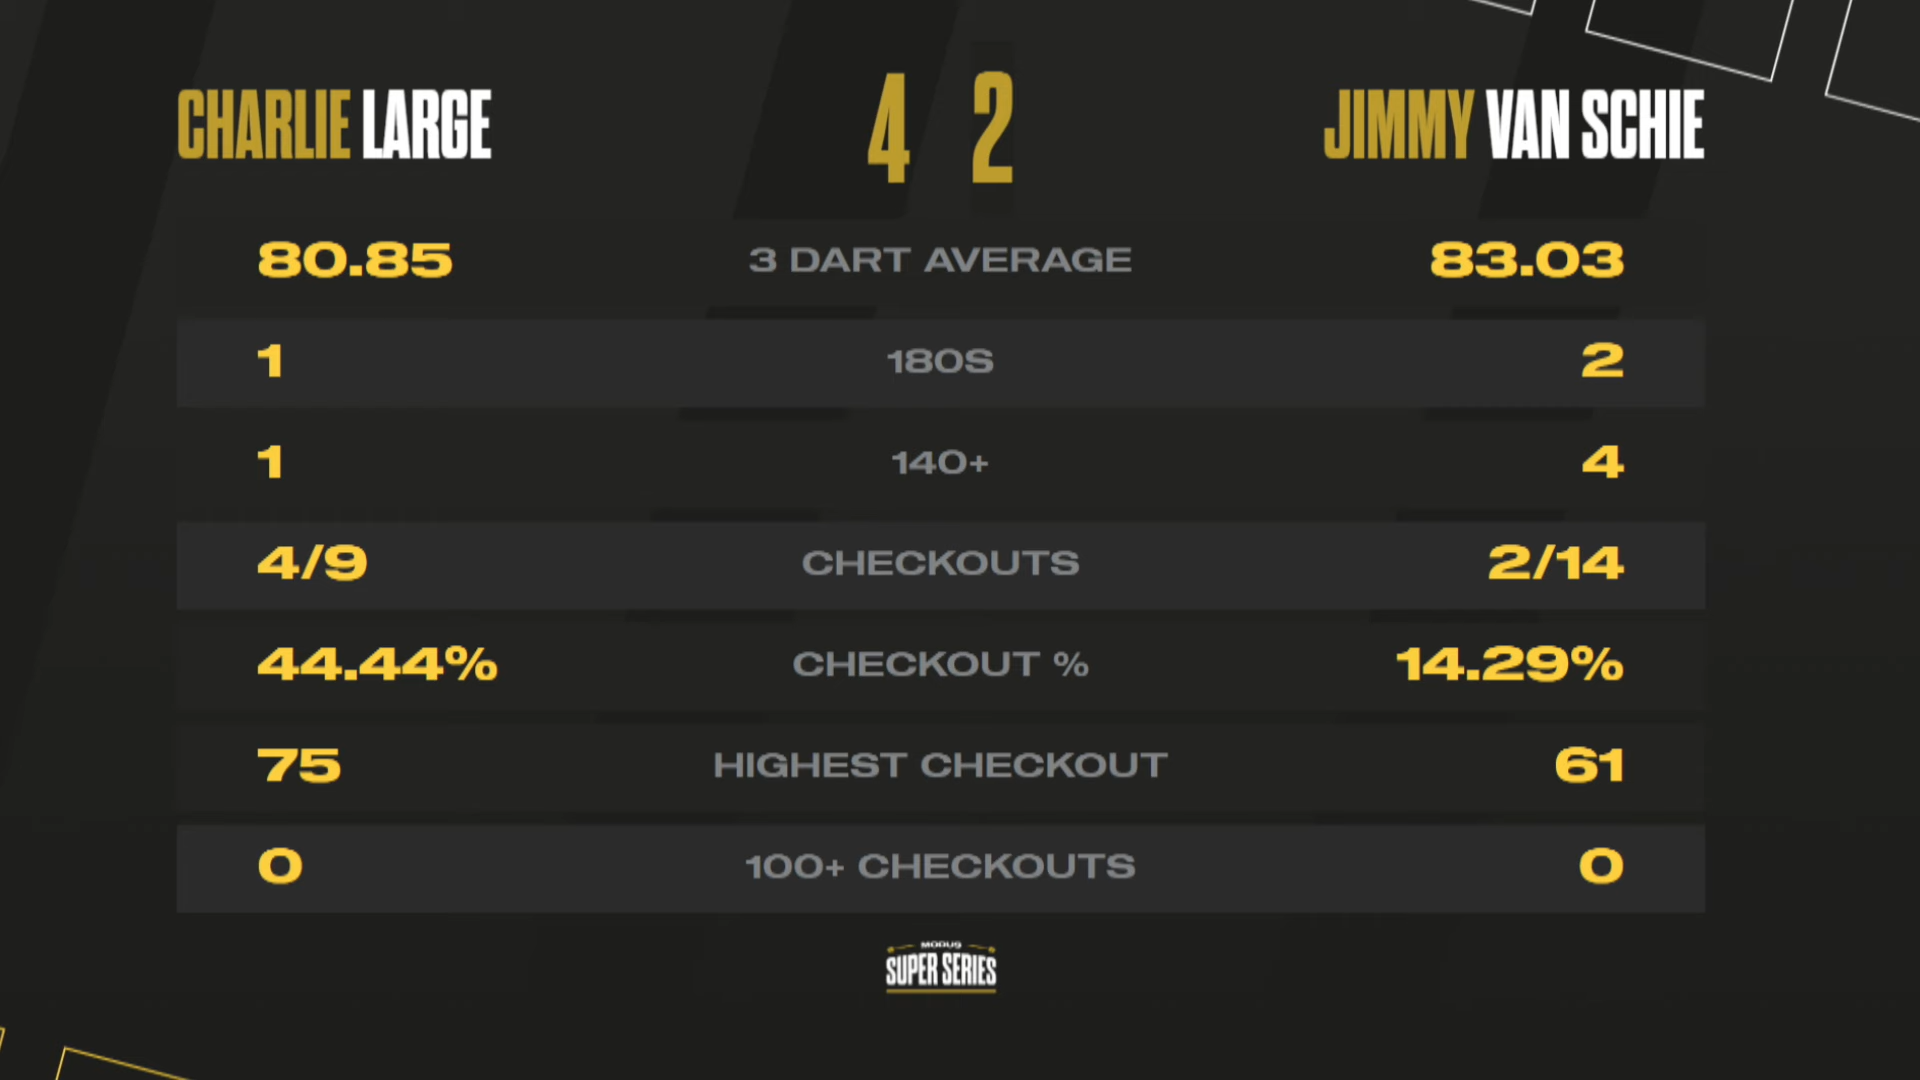 CHARLIE LARGE 4 2 JIMMY VAN SCHIE
80.85 3 DART AVERAGE 83.03
1 180S 2
1 140+ 4
4/9 CHECKOUTS 2/14
44.44% CHECKOUT % 14.29%
75 HIGHEST CHECKOUT 61
0 100+ CHECKOUTS 0
MODUS
SUPER SERIES